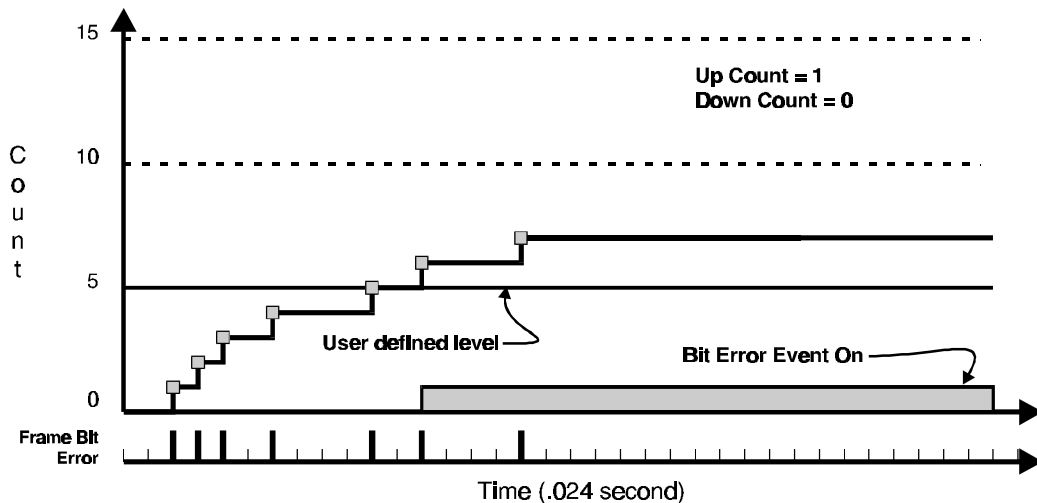 15
Up Count = 1
Down Count = 0
10
Count
5
User defined level
Bit Error Event On
0
Frame Bit
Error
Time (.024 second)